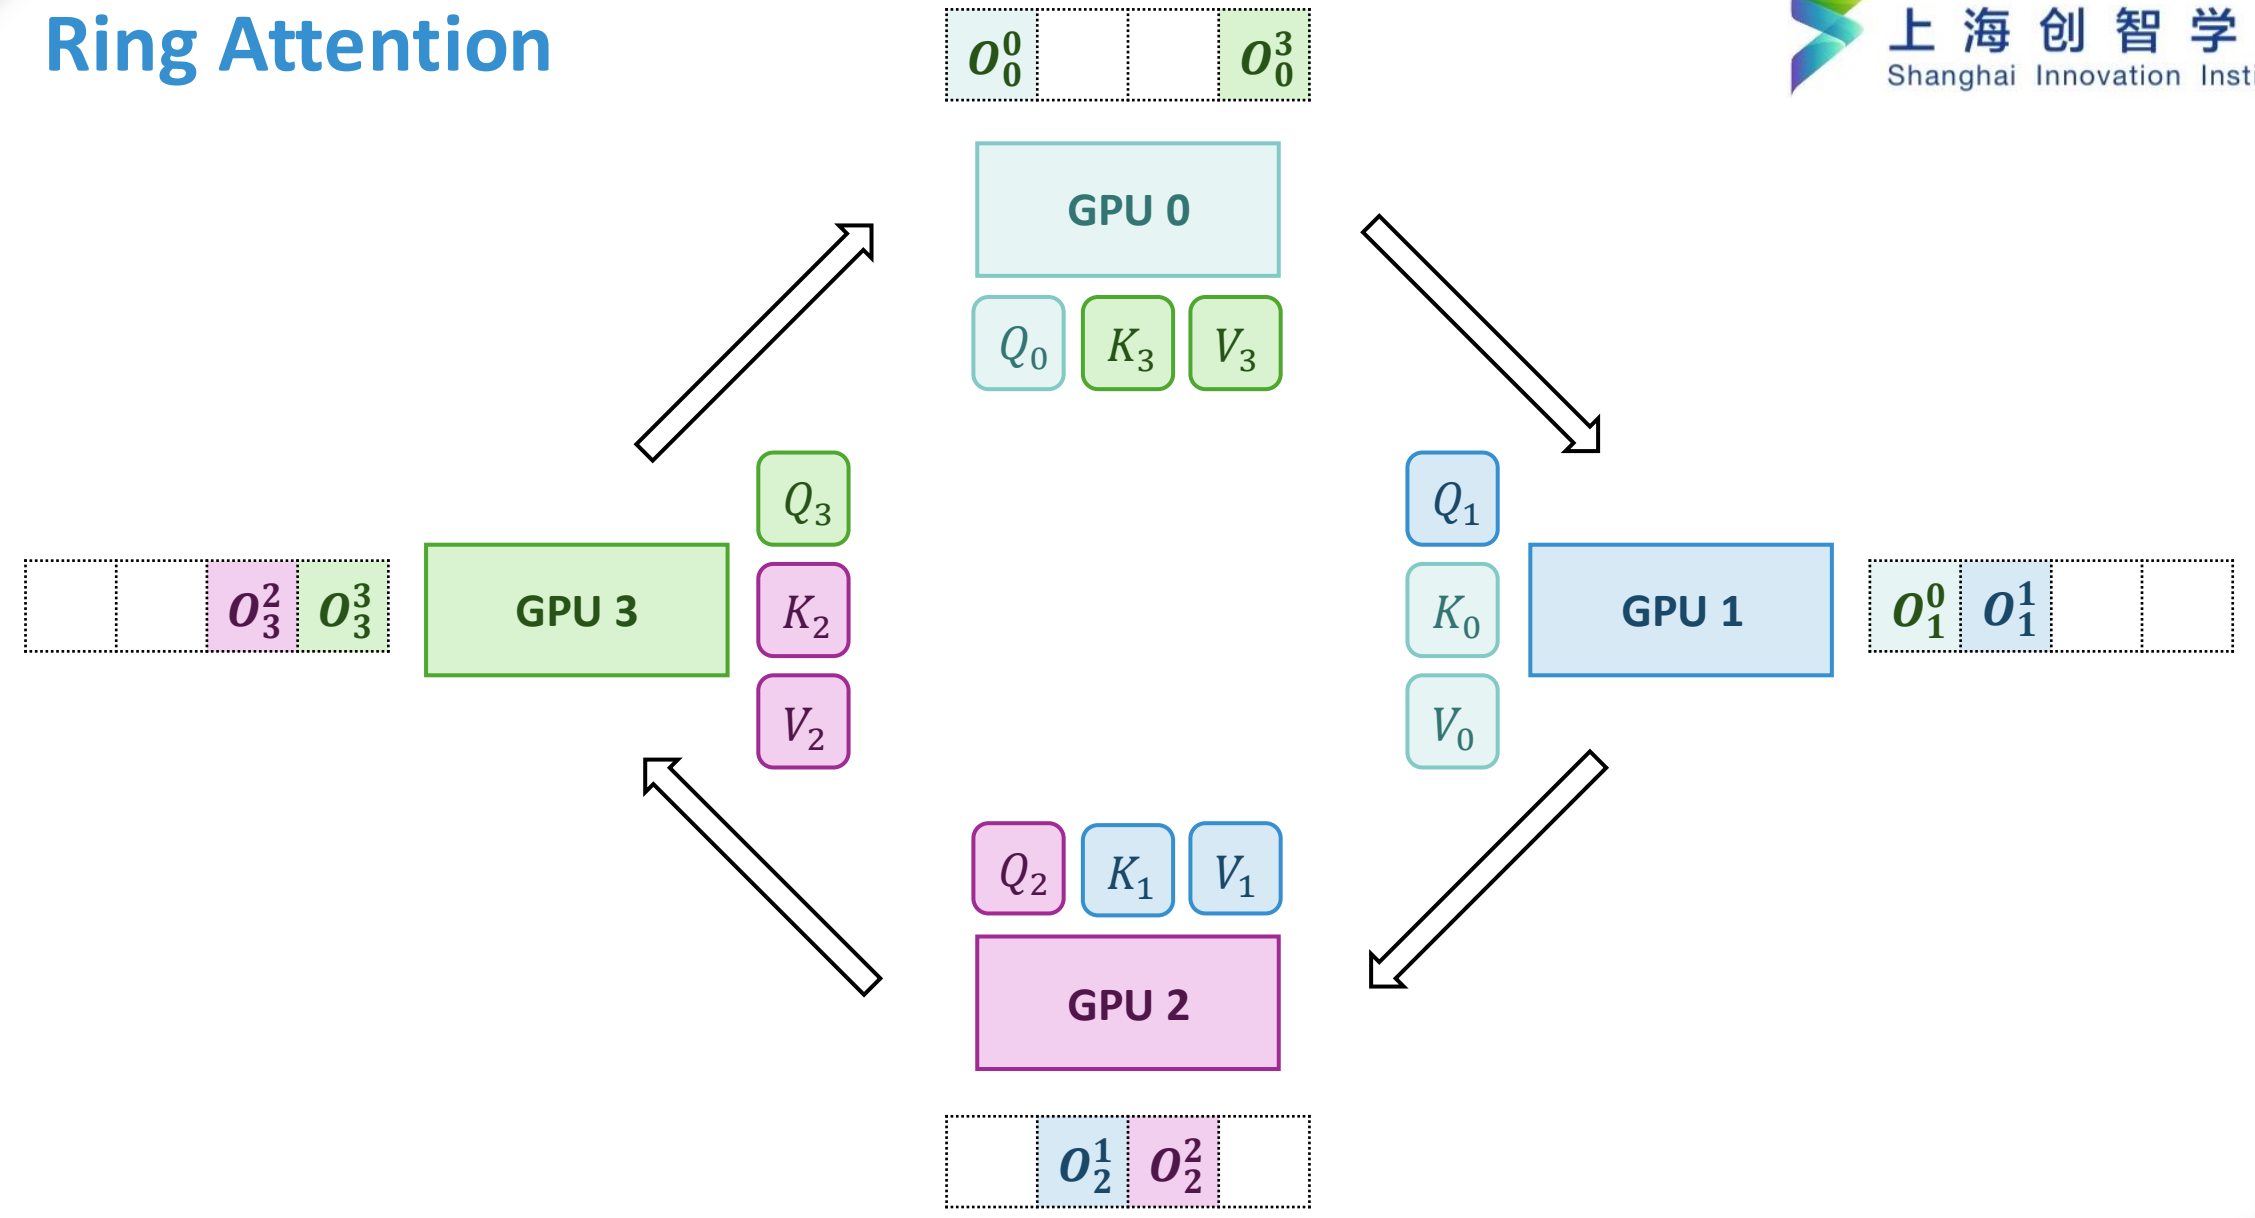 Ring Attention
上海创智学
Shanghai Innovation Insti
O_0^0 O_0^3
GPU 0
Q_0 K_3 V_3
Q_3
K_2
V_2
GPU 3
O_3^2 O_3^3
Q_1
K_0
V_0
GPU 1
O_1^0 O_1^1
Q_2 K_1 V_1
GPU 2
O_2^1 O_2^2